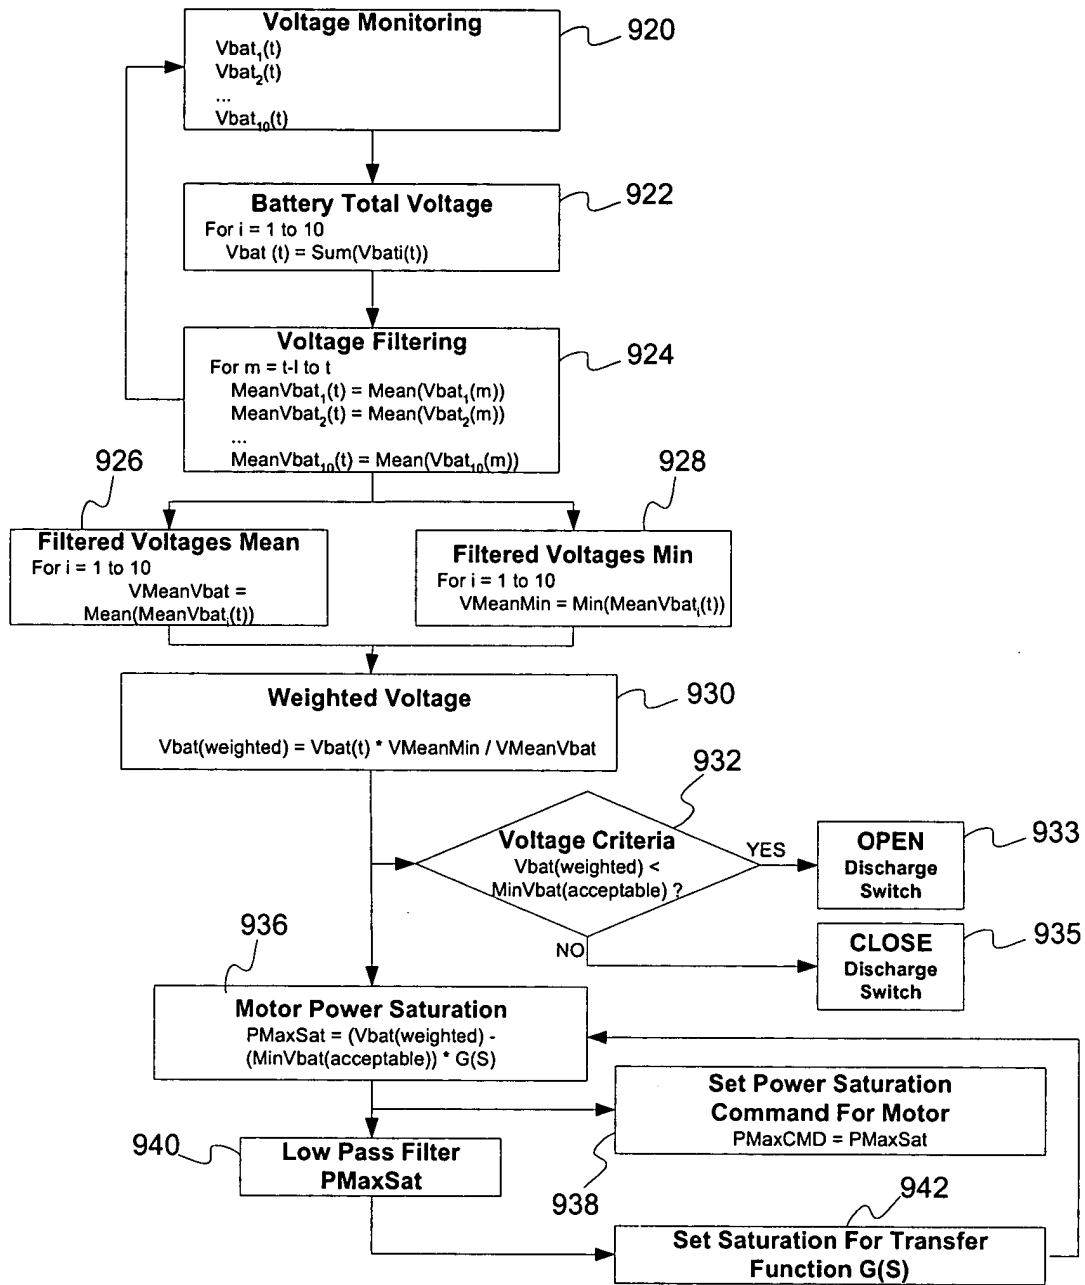 Voltage Monitoring
920
Vbat₁(t)
Vbat₂(t)
...
Vbat₁₀(t)
Battery Total Voltage
922
For i = 1 to 10
Vbat (t) = Sum(Vbati(t))
Voltage Filtering
924
For m = t-l to t
MeanVbat₁(t) = Mean(Vbat₁(m))
MeanVbat₂(t) = Mean(Vbat₂(m))
...
MeanVbat₁₀(t) = Mean(Vbat₁₀(m))
926
Filtered Voltages Mean
For i = 1 to 10
VMeanVbat =
Mean(MeanVbatᵢ(t))
928
Filtered Voltages Min
For i = 1 to 10
VMeanMin = Min(MeanVbatᵢ(t))
Weighted Voltage
930
Vbat(weighted) = Vbat(t) * VMeanMin / VMeanVbat
932
Voltage Criteria
Vbat(weighted) <
MinVbat(acceptable) ?
YES
OPEN
Discharge
Switch
933
NO
CLOSE
Discharge
Switch
935
936
Motor Power Saturation
PMaxSat = (Vbat(weighted) -
(MinVbat(acceptable)) * G(S)
Set Power Saturation
Command For Motor
PMaxCMD = PMaxSat
938
940
Low Pass Filter
PMaxSat
942
Set Saturation For Transfer
Function G(S)